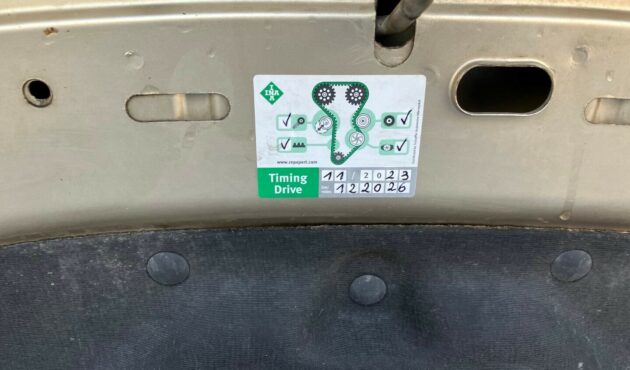 INA
www.repxpert.com
Timing
Drive
11 / 2023
122026